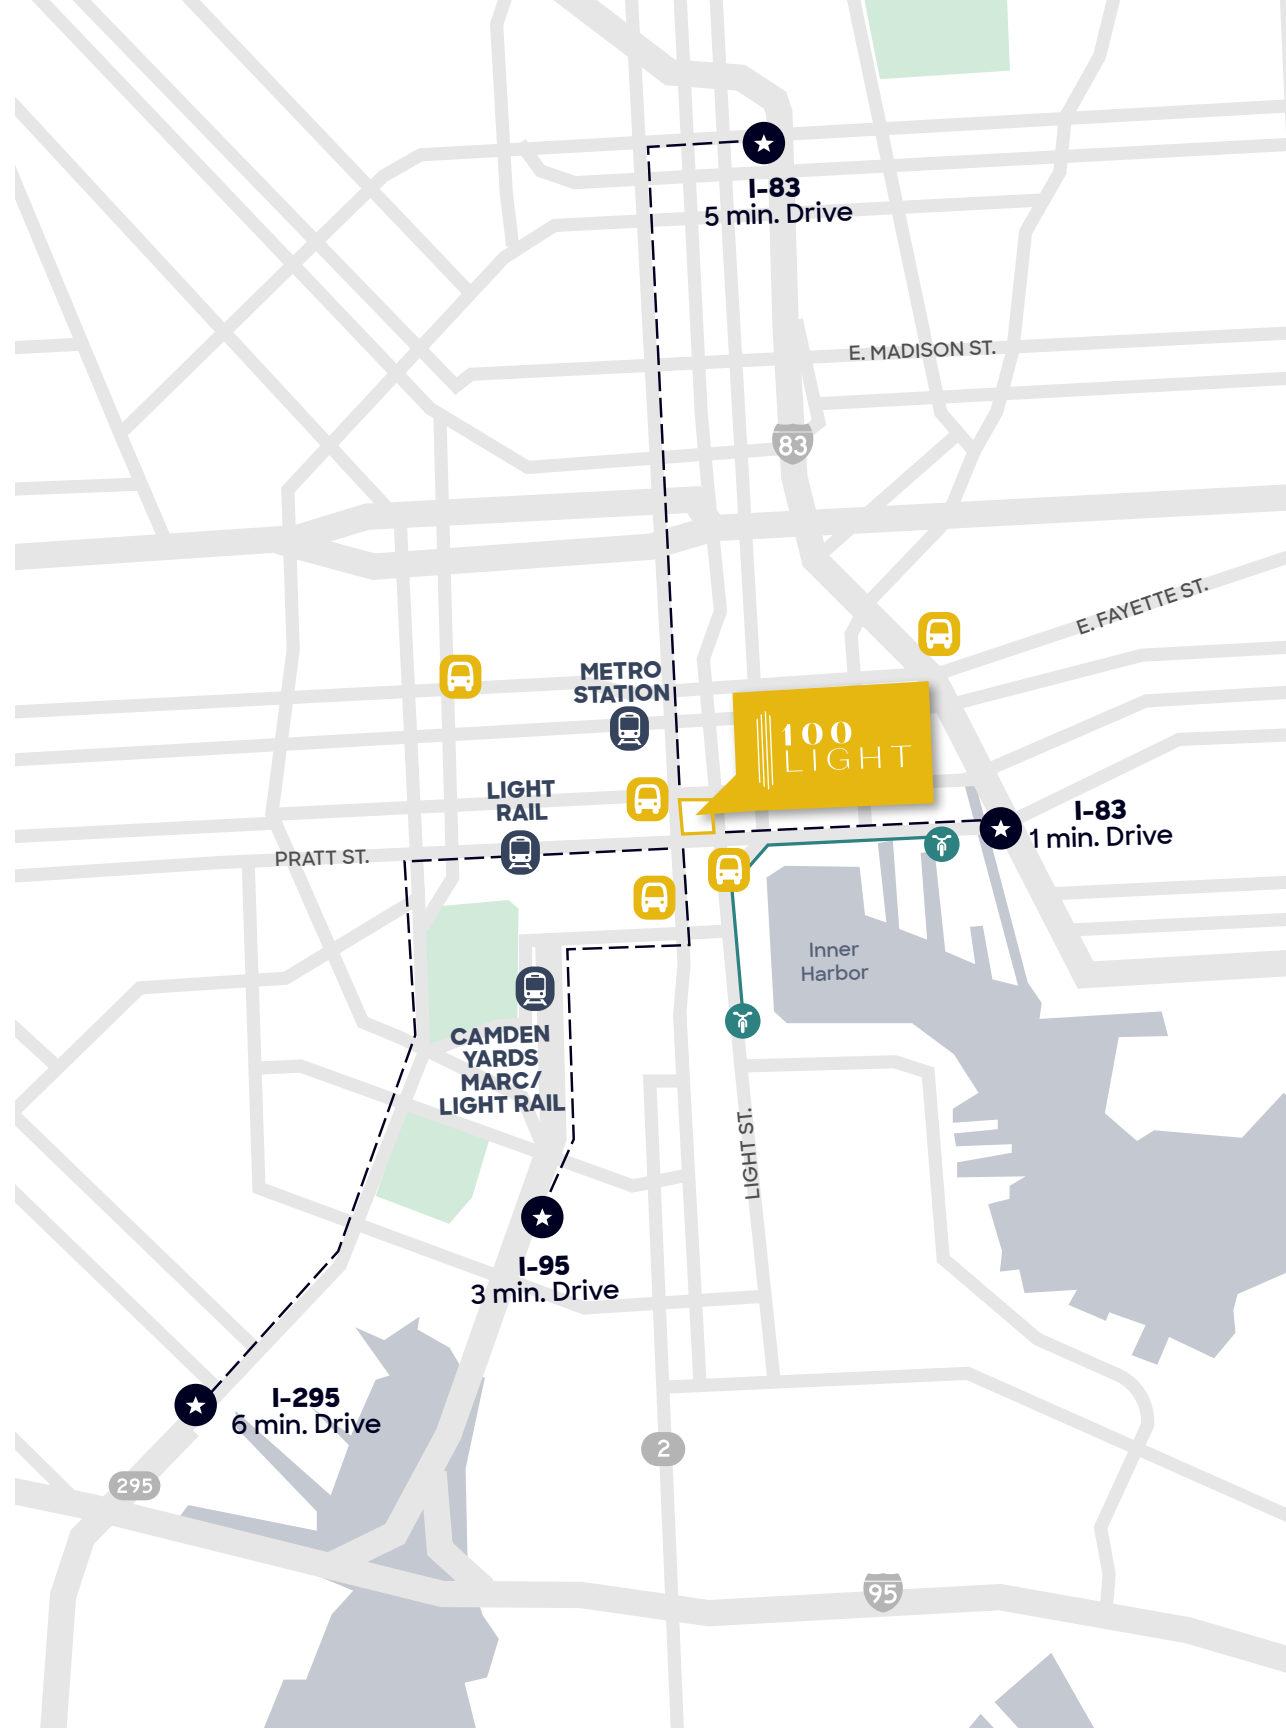 I-83
5 min. Drive
E. MADISON ST.
83
E. FAYETTE ST.
METRO
STATION
100
LIGHT
LIGHT
RAIL
I-83
1 min. Drive
PRATT ST.
Inner
Harbor
CAMDEN
YARDS
MARC/
LIGHT RAIL
LIGHT ST.
I-95
3 min. Drive
I-295
6 min. Drive
2
295
95